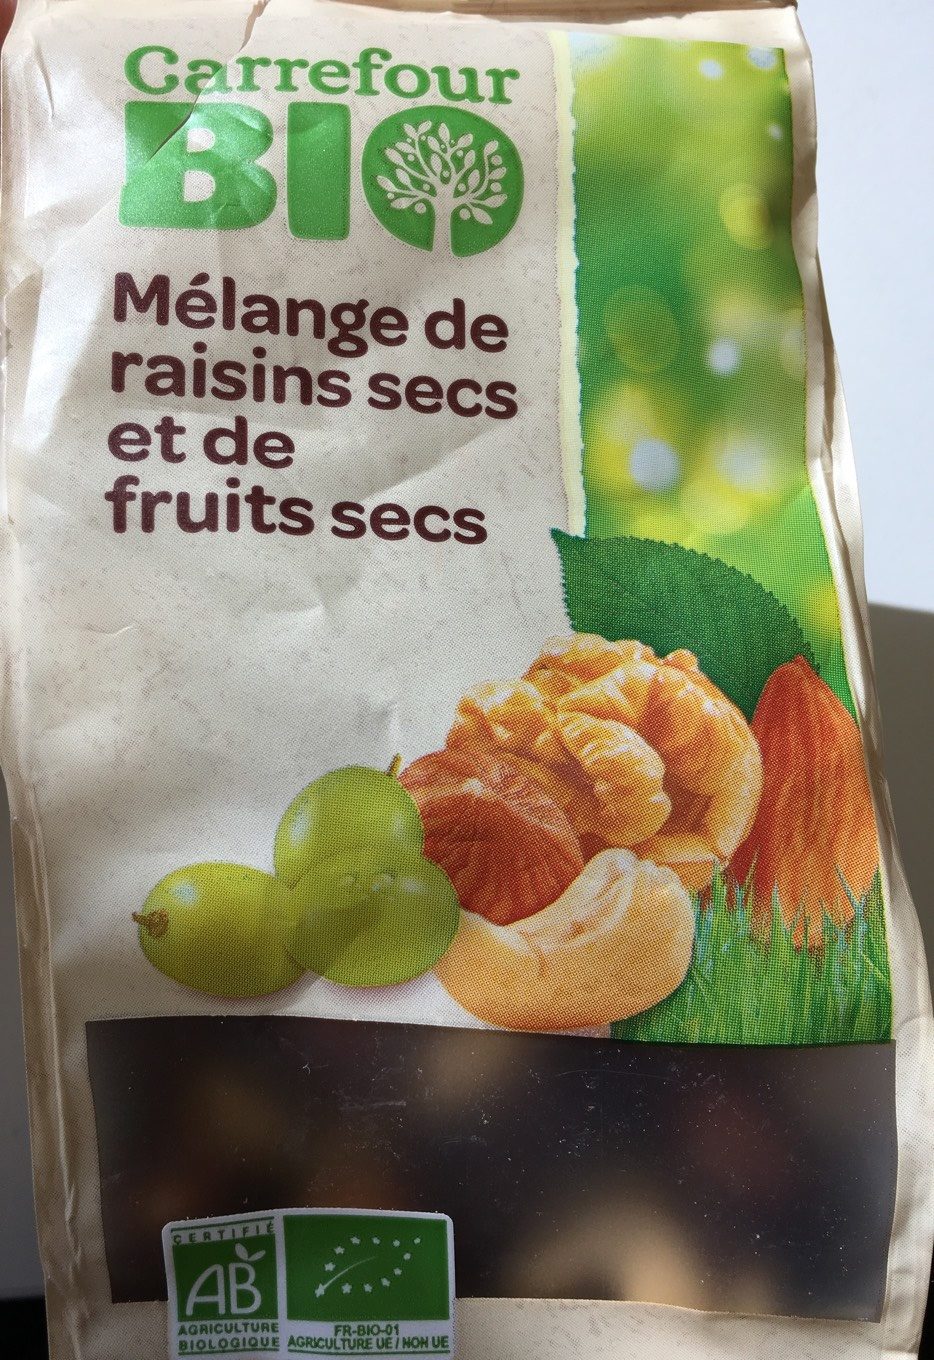 Carrefour
BIO
Mélange de
raisins secs
et de
fruits secs
CERTIFIÉ
AB
AGRICULTURE
BIOLOGIQUE
FR-BIO-01
AGRICULTURE UE / NON UE